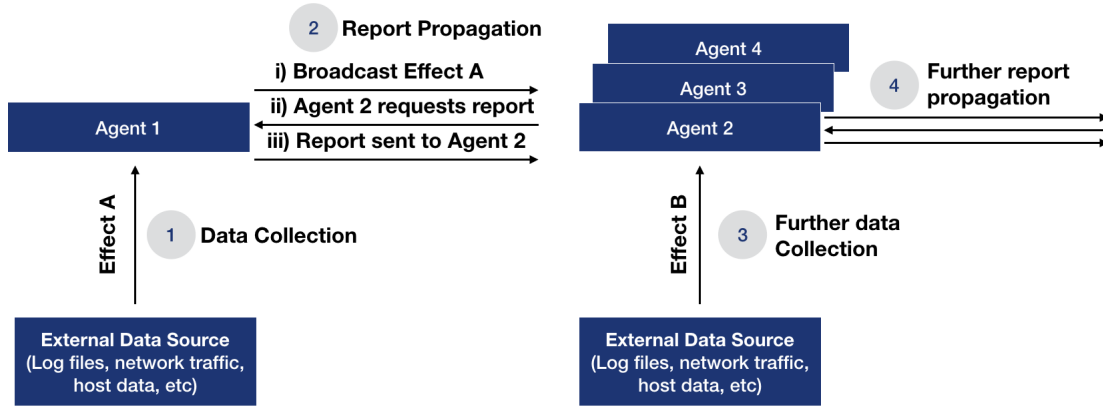 2 Report Propagation
i) Broadcast Effect A
ii) Agent 2 requests report
iii) Report sent to Agent 2
Agent 1
Effect A
1 Data Collection
External Data Source
(Log files, network traffic,
host data, etc)
Agent 4
Agent 3
Agent 2
4 Further report
propagation
Effect B
3 Further data
Collection
External Data Source
(Log files, network traffic,
host data, etc)